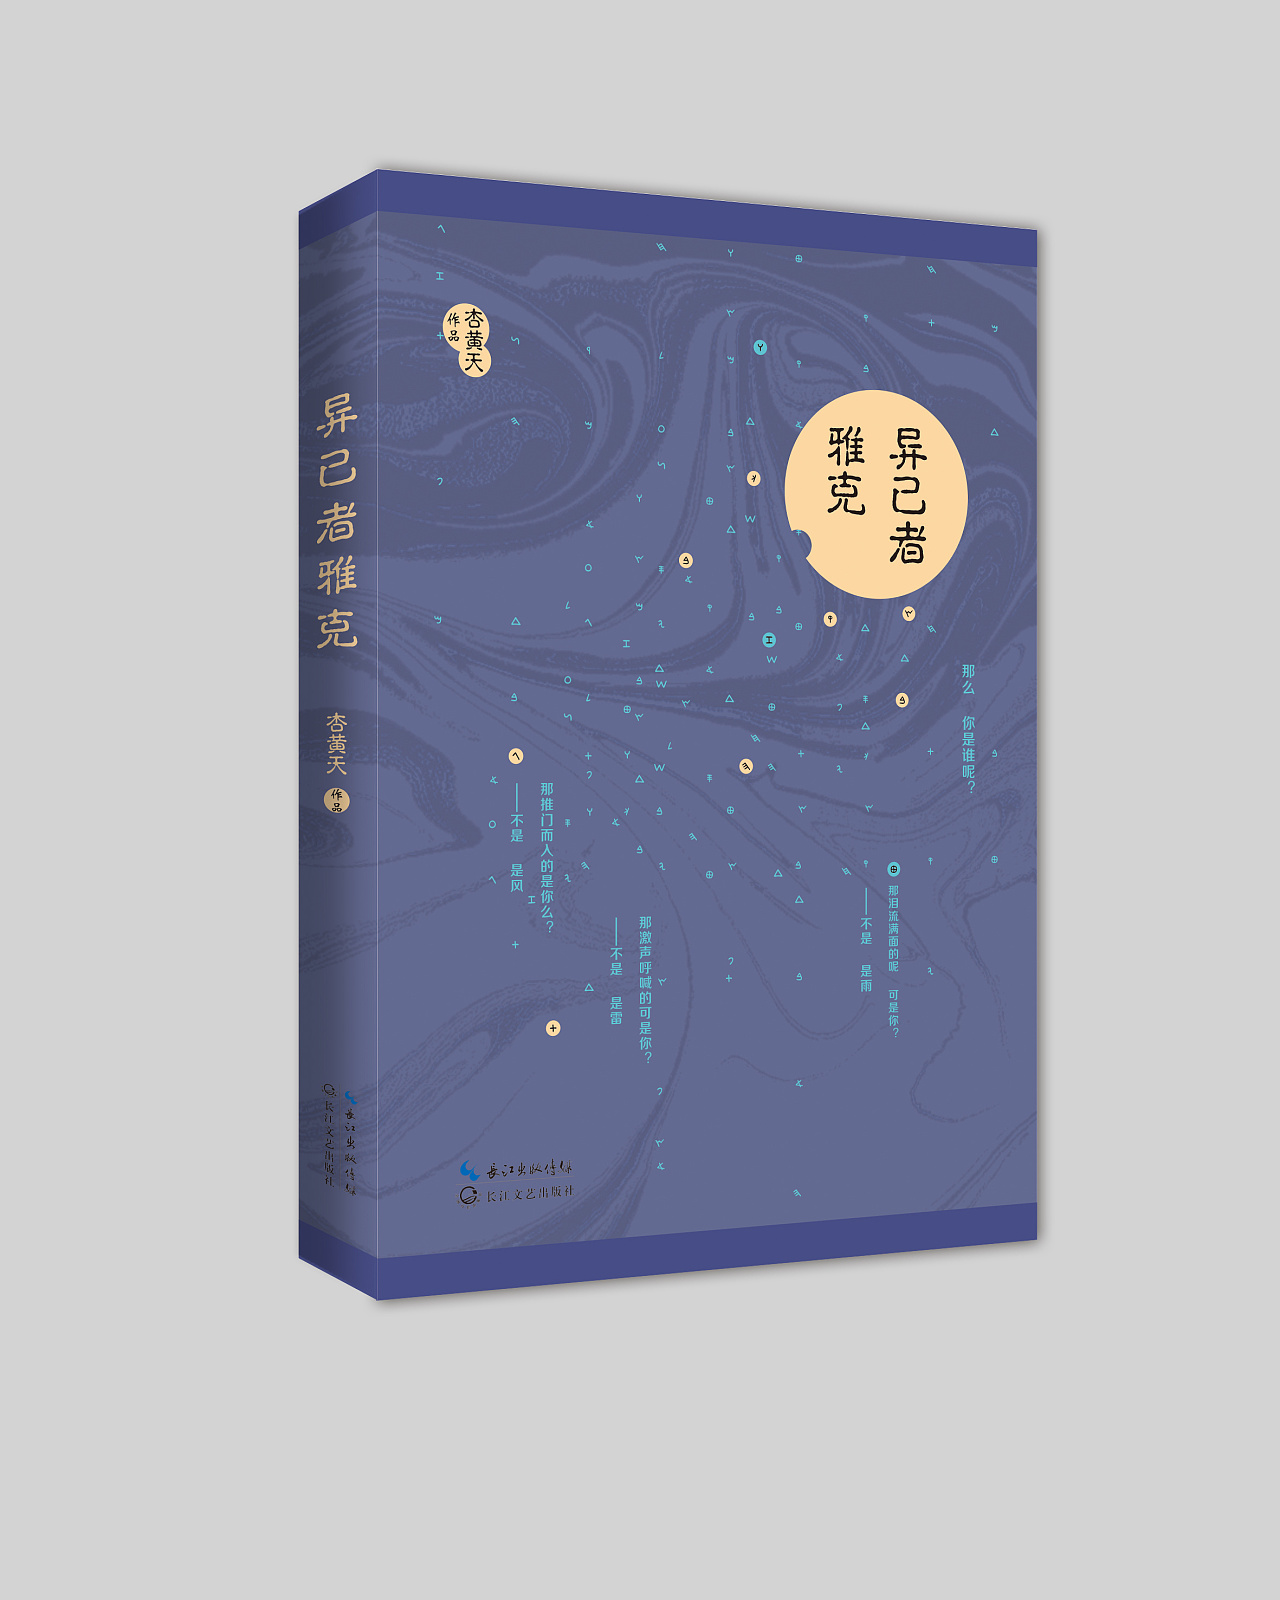 异己者雅克
杏黄天
作品
长江出版传媒
长江文艺出版社
杏黄天
作品
异己者
雅克
那么 你是谁呢？
那泪流满面的呢 可是你？
——不是 是雨
那激声呼喊的可是你？
——不是 是雷
那推门而人的是你么？
——不是 是风
長江出版传媒
长江文艺出版社